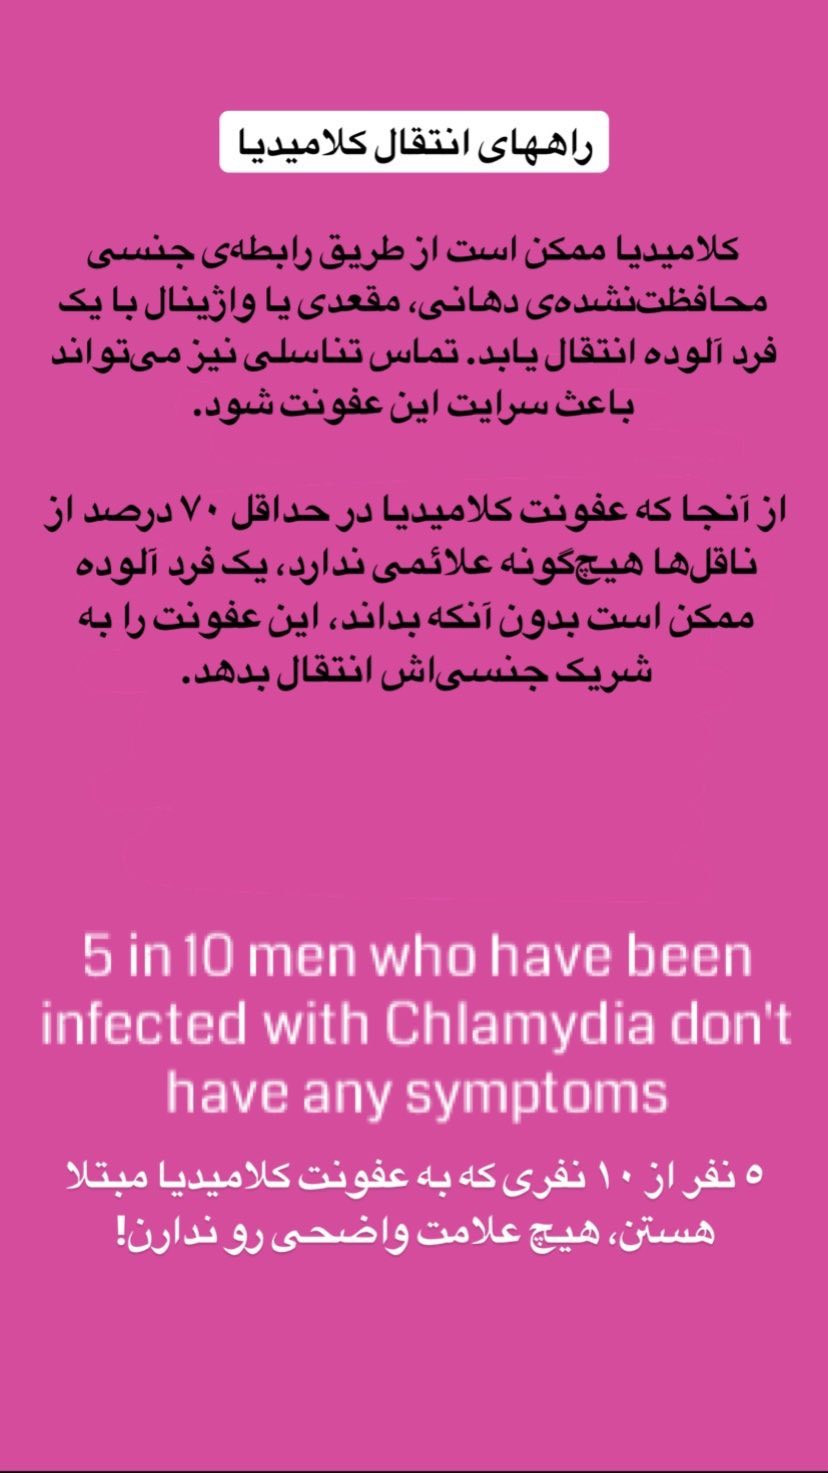 راههای انتقال کلامیدیا
کلامیدیا ممکن است از طریق رابطه‌ی جنسی
محافظت‌نشده‌ی دهانی، مقعدی یا واژینال با یک
فرد آلوده انتقال یابد. تماس تناسلی نیز می‌تواند
باعث سرایت این عفونت شود.
از آنجا که عفونت کلامیدیا در حداقل ۷۰ درصد از
ناقل‌ها هیچ‌گونه علائمی ندارد، یک فرد آلوده
ممکن است بدون آنکه بداند، این عفونت را به
شریک جنسی‌اش انتقال بدهد.
5 in 10 men who have been
infected with Chlamydia don't
have any symptoms
۵ نفر از ۱۰ نفری که به عفونت کلامیدیا مبتلا
هستن، هیچ علامت واضحی رو ندارن!